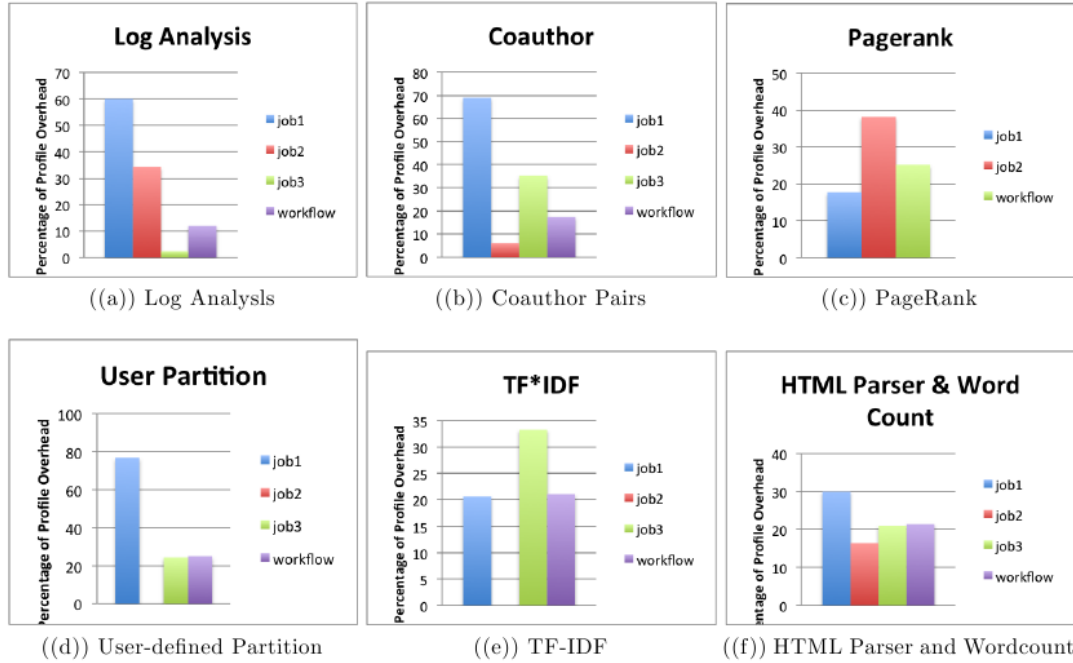 Log Analysis
Percentage of Profile Overhead
70
60
50
40
30
20
10
0
job1
job2
job3
workflow
((a)) Log Analysls
Coauthor
Percentage of Profile Overhead
80
70
60
50
40
30
20
10
0
job1
job2
job3
workflow
((b)) Coauthor Pairs
Pagerank
Percentage of Profile Overhead
50
40
30
20
10
0
job1
job2
workflow
((c)) PageRank
User Partition
Percentage of Profile Overhead
100
80
60
40
20
0
job1
job2
job3
workflow
((d)) User-defined Partition
TF*IDF
Percentage of Profile Overhead
35
30
25
20
15
10
5
0
job1
job2
job3
workflow
((e)) TF-IDF
HTML Parser & Word
Count
centage of Profile Overhead
40
30
20
10
0
job1
job2
job3
workflow
((f)) HTML Parser and Wordcount